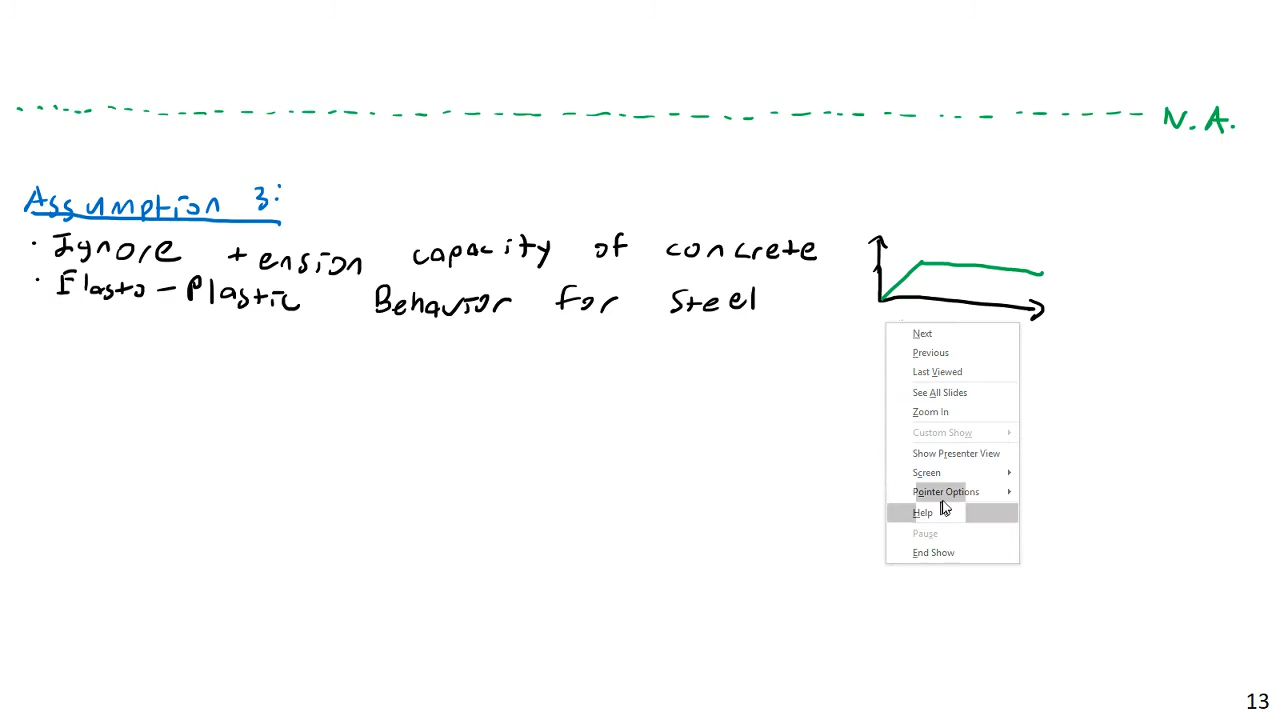 N.A.
Assumption 3:
· Ignore tension capacity of concrete
· Elasto-Plastic Behavior for Steel
Next
Previous
Last Viewed
See All Slides
Zoom In
Custom Show
Show Presenter View
Screen
Pointer Options
Help
Pause
End Show
13